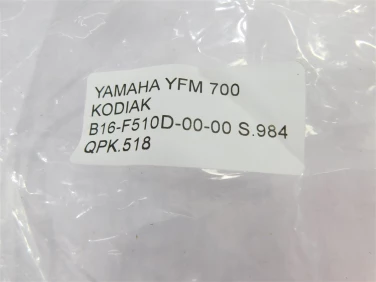 YAMAHA YFM 700
KODIAK
B16-F510D-00-00 S.984
QPK.518